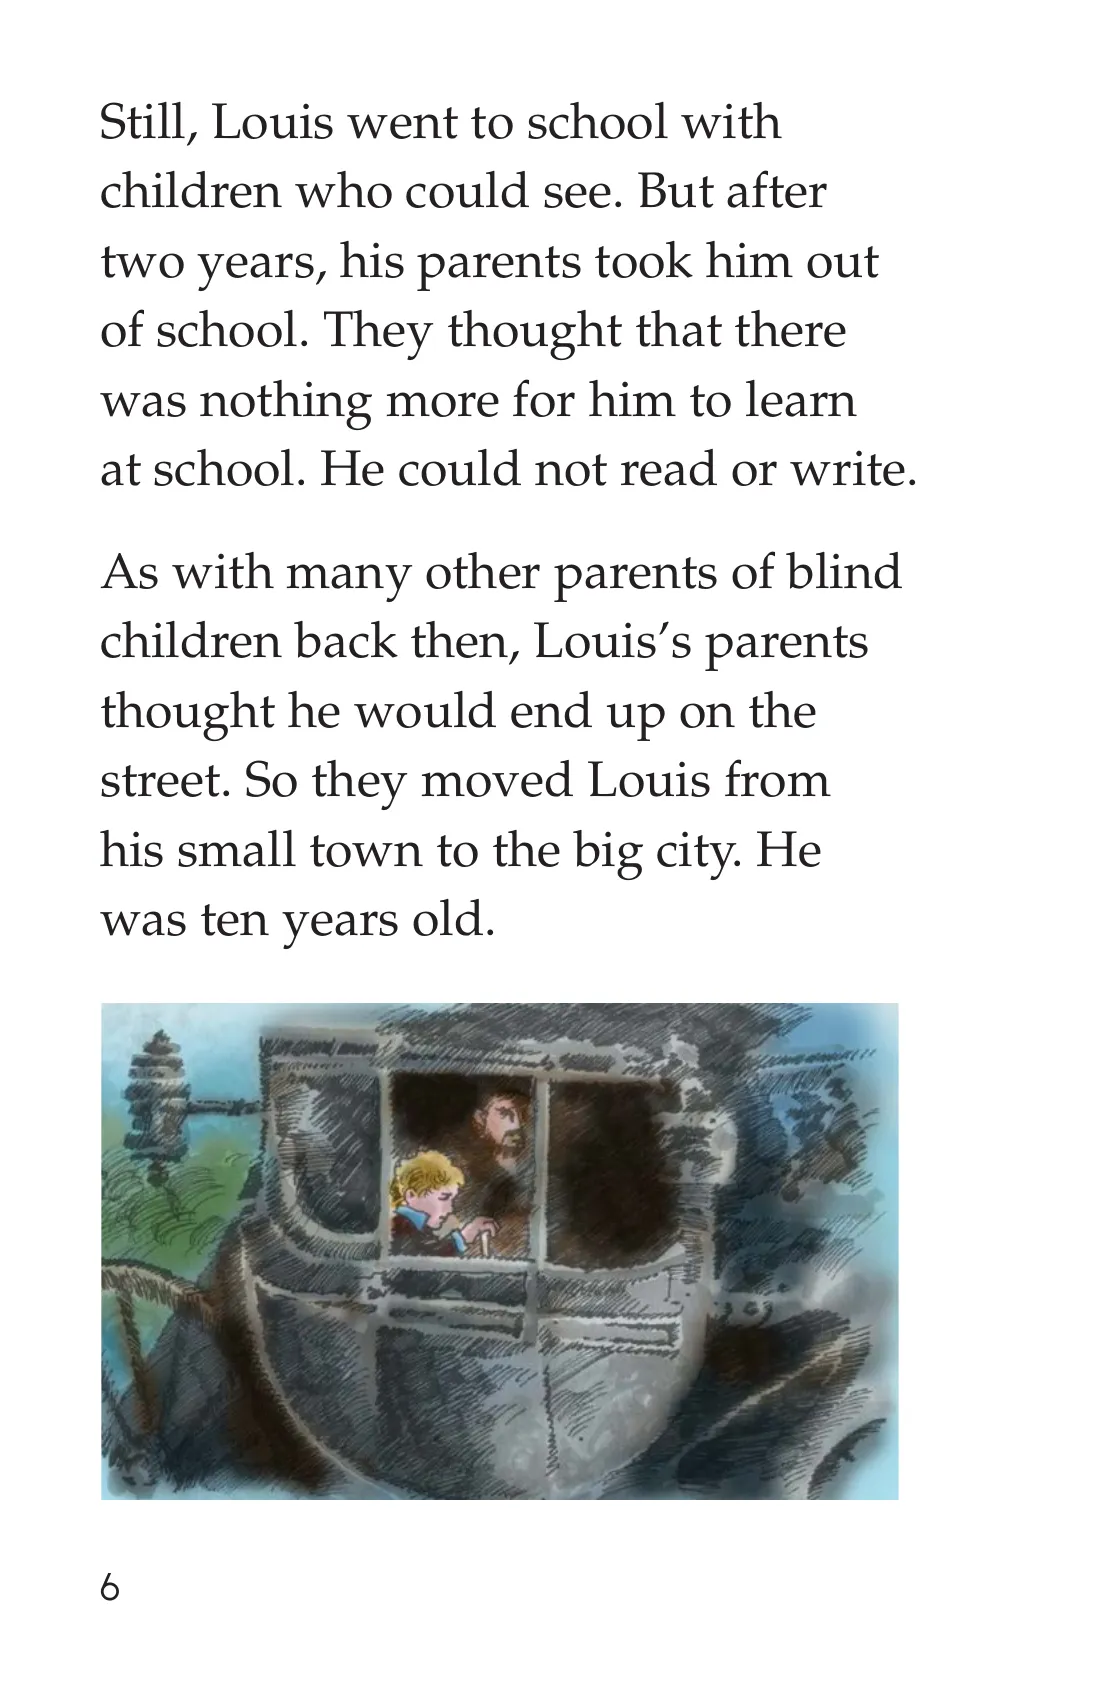 Still, Louis went to school with
children who could see. But after
two years, his parents took him out
of school. They thought that there
was nothing more for him to learn
at school. He could not read or write.
As with many other parents of blind
children back then, Louis’s parents
thought he would end up on the
street. So they moved Louis from
his small town to the big city. He
was ten years old.
6